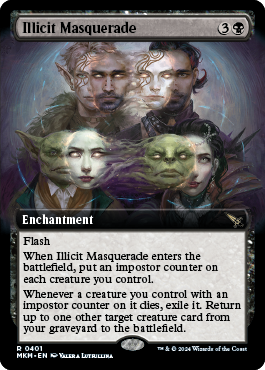 Illicit Masquerade 3
Enchantment
Flash
When Illicit Masquerade enters the
battlefield, put an impostor counter on
each creature you control.
Whenever a creature you control with an
impostor counter on it dies, exile it. Return
up to one other target creature card from
your graveyard to the battlefield.
R 0401
MKM • EN Valera Lutfullina
™ & © 2024 Wizards of the Coast